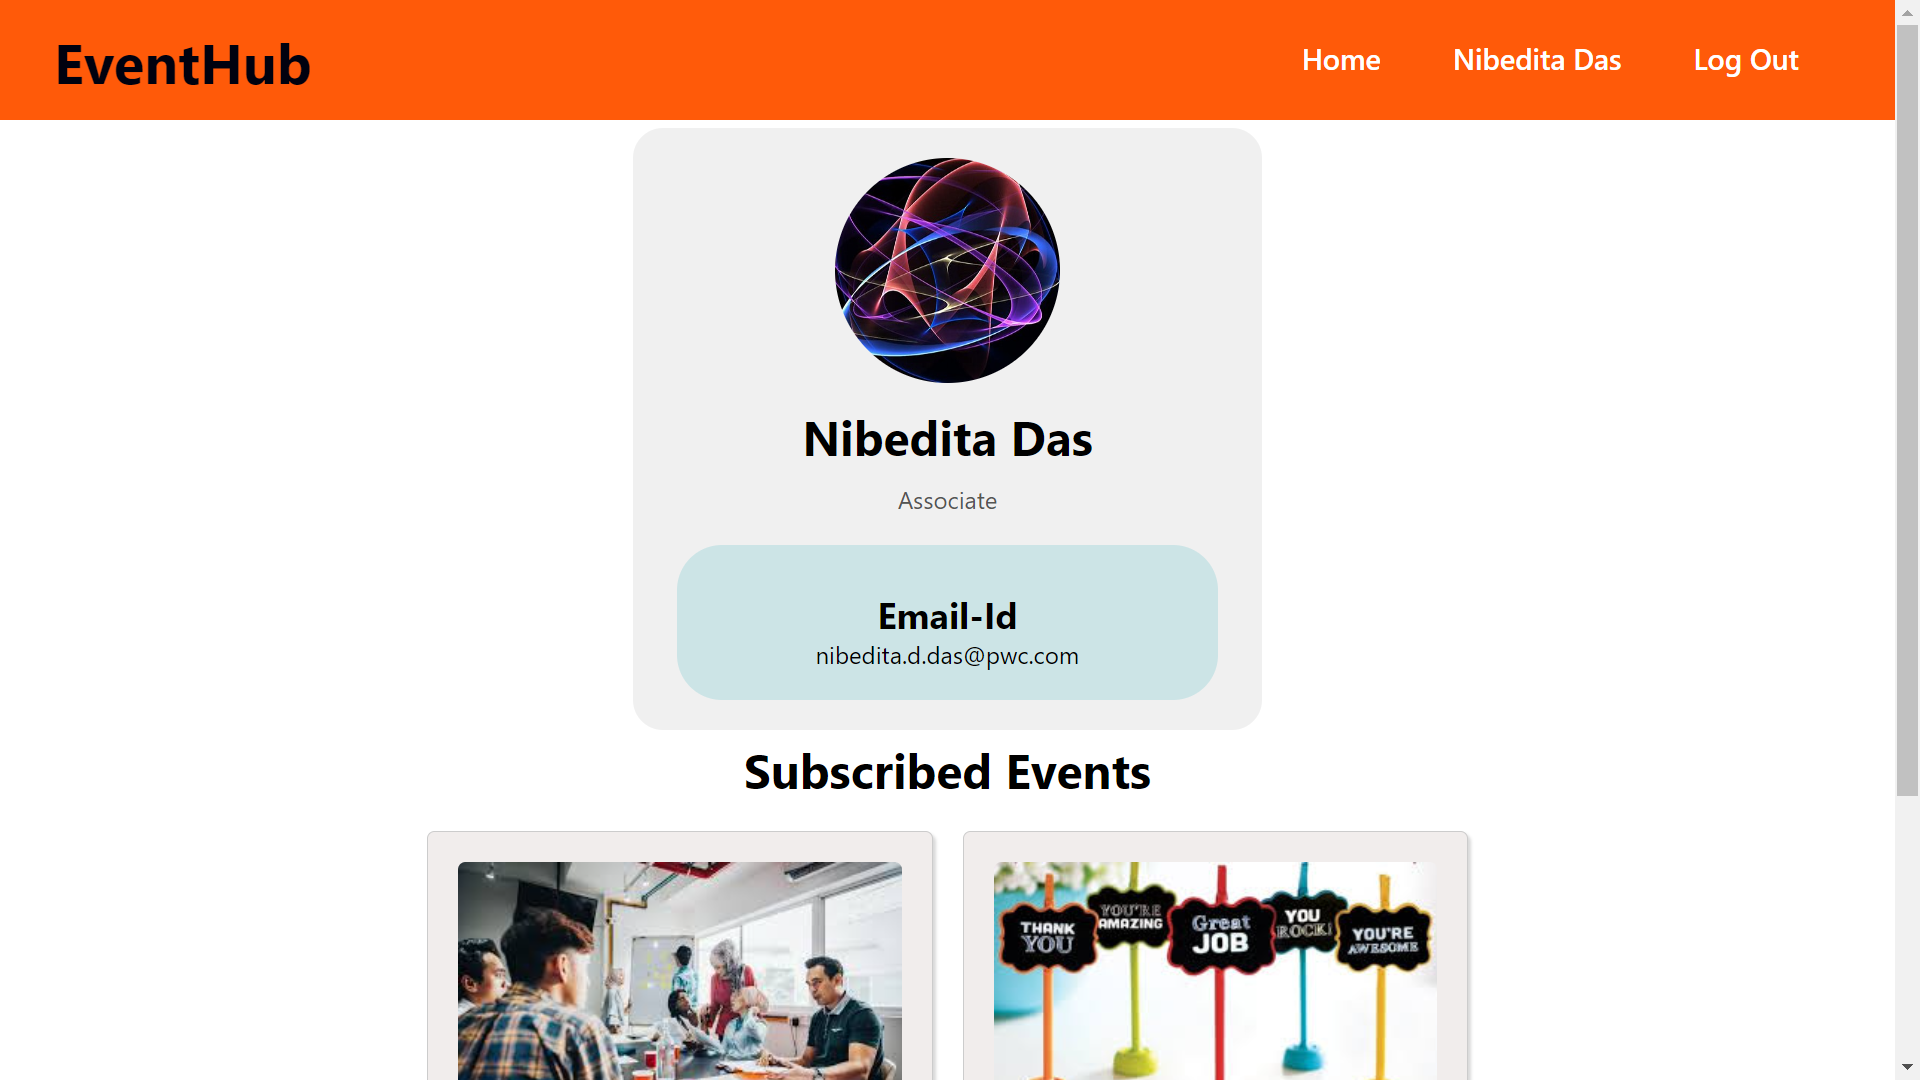 EventHub
Home
Nibedita Das
Log Out
Nibedita Das
Associate
Email-Id
nibedita.d.das@pwc.com
Subscribed Events
THANK
YOU
YOU'RE
AMAZING
Great
JOB
YOU
ROCK!
YOU'RE
AWESOME